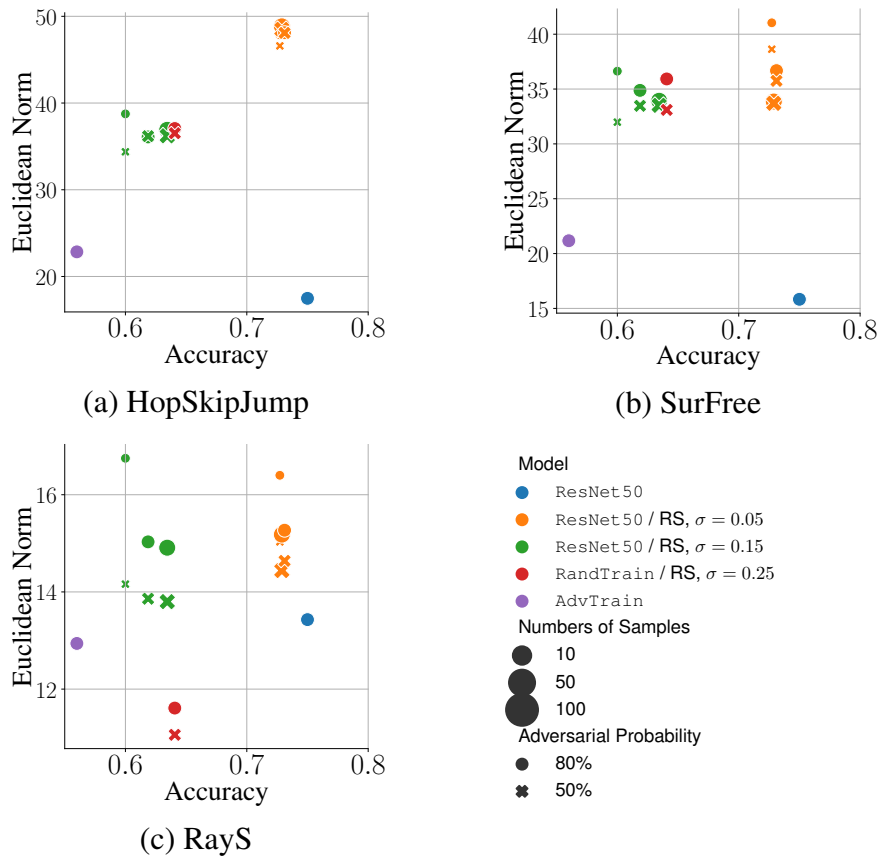 50
40
30
20
Euclidean Norm
0.6
0.7
0.8
Accuracy
(a) HopSkipJump
40
35
30
25
20
15
Euclidean Norm
0.6
0.7
0.8
Accuracy
(b) SurFree
16
14
12
Euclidean Norm
0.6
0.7
0.8
Accuracy
(c) RayS
Model
ResNet50
ResNet50 / RS, σ = 0.05
ResNet50 / RS, σ = 0.15
RandTrain / RS, σ = 0.25
AdvTrain
Numbers of Samples
10
50
100
Adversarial Probability
80%
50%